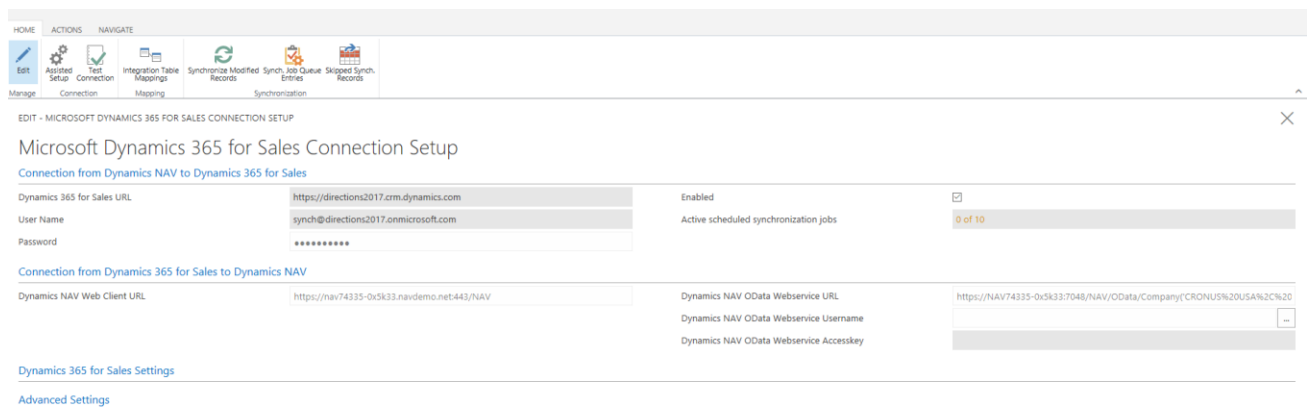 HOME ACTIONS NAVIGATE
Edit Assisted Setup Test Connection Integration Table Mappings Synchronize Modified Records Synch. Job Queue Entries Skipped Synch. Records
Manage Connection Mapping Synchronization
EDIT - MICROSOFT DYNAMICS 365 FOR SALES CONNECTION SETUP
Microsoft Dynamics 365 for Sales Connection Setup
Connection from Dynamics NAV to Dynamics 365 for Sales
Dynamics 365 for Sales URL https://directions2017.crm.dynamics.com Enabled
User Name synch@directions2017.onmicrosoft.com Active scheduled synchronization jobs 0 of 10
Password ••••••••••
Connection from Dynamics 365 for Sales to Dynamics NAV
Dynamics NAV Web Client URL https://nav74335-0x5k33.navdemo.net:443/NAV Dynamics NAV OData Webservice URL https://NAV74335-0x5k33:7048/NAV/OData/Company('CRONUS%20USA%2C%20
Dynamics NAV OData Webservice Username ...
Dynamics NAV OData Webservice Accesskey
Dynamics 365 for Sales Settings
Advanced Settings